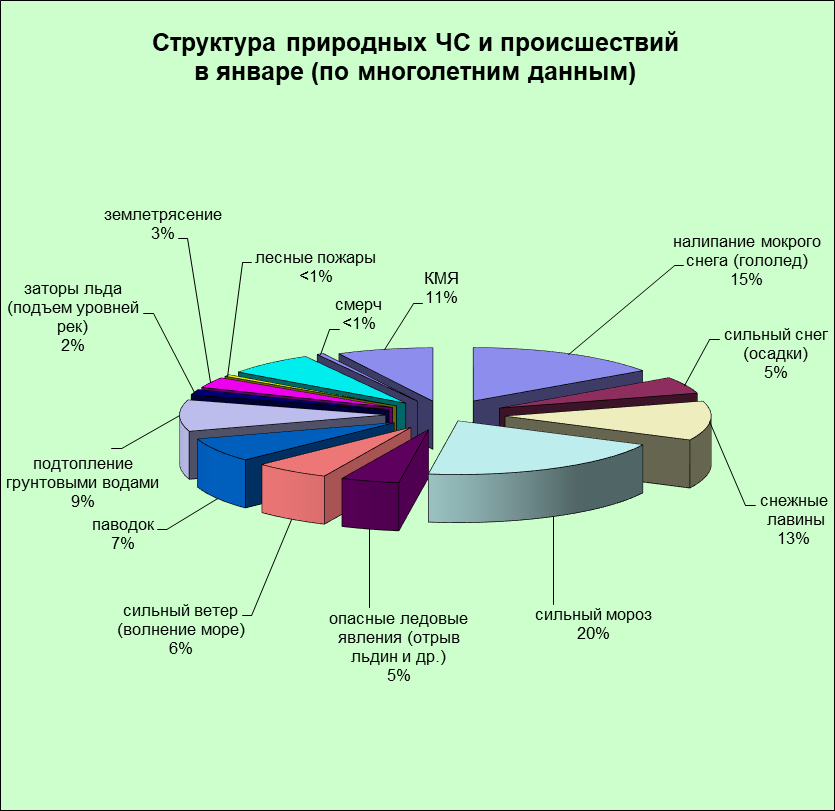 Структура природных ЧС и происшествий
в январе (по многолетним данным)
землетрясение
3%
лесные пожары
<1%
КМЯ
11%
налипание мокрого
снега (гололед)
15%
заторы льда
(подъем уровней
рек)
2%
смерч
<1%
сильный снег
(осадки)
5%
подтопление
грунтовыми водами
9%
снежные
лавины
13%
паводок
7%
сильный ветер
(волнение море)
6%
опасные ледовые
явления (отрыв
льдин и др.)
5%
сильный мороз
20%